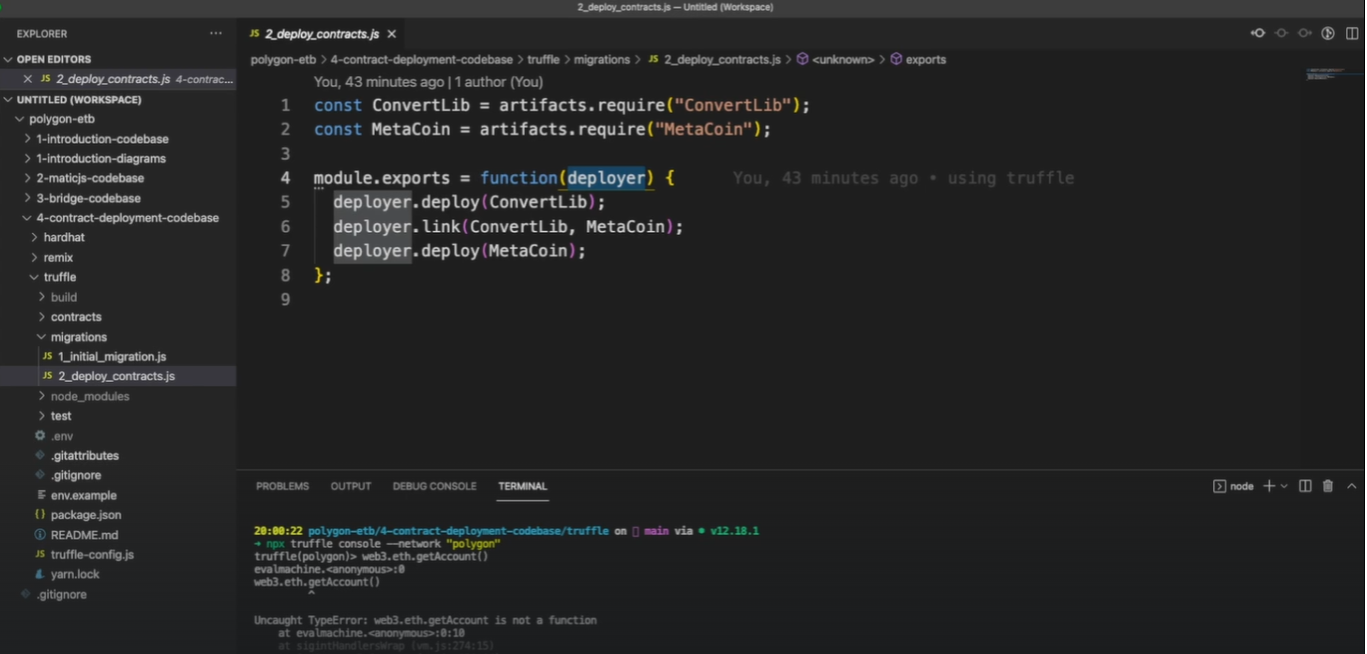 2_deploy_contracts.js — Untitled (Workspace)
EXPLORER
OPEN EDITORS
JS 2_deploy_contracts.js 4-contrac...
UNTITLED (WORKSPACE)
polygon-etb
1-introduction-codebase
1-introduction-diagrams
2-maticjs-codebase
3-bridge-codebase
4-contract-deployment-codebase
hardhat
remix
truffle
build
contracts
migrations
JS 1_initial_migration.js
JS 2_deploy_contracts.js
node_modules
test
.env
.gitattributes
.gitignore
env.example
{} package.json
README.md
JS truffle-config.js
yarn.lock
.gitignore
JS 2_deploy_contracts.js
polygon-etb > 4-contract-deployment-codebase > truffle > migrations > JS 2_deploy_contracts.js > <unknown> > exports
You, 43 minutes ago | 1 author (You)
1 const ConvertLib = artifacts.require("ConvertLib");
2 const MetaCoin = artifacts.require("MetaCoin");
3
4 module.exports = function(deployer) { You, 43 minutes ago • using truffle
5 deployer.deploy(ConvertLib);
6 deployer.link(ConvertLib, MetaCoin);
7 deployer.deploy(MetaCoin);
8 };
9
PROBLEMS OUTPUT DEBUG CONSOLE TERMINAL node
20:00:22 polygon-etb/4-contract-deployment-codebase/truffle on main via v12.18.1
→ npx truffle console --network "polygon"
truffle(polygon)> web3.eth.getAccount()
evalmachine.<anonymous>:0
web3.eth.getAccount()
^
Uncaught TypeError: web3.eth.getAccount is not a function
at evalmachine.<anonymous>:0:10
at sigintHandlersWrap (vm.js:274:15)